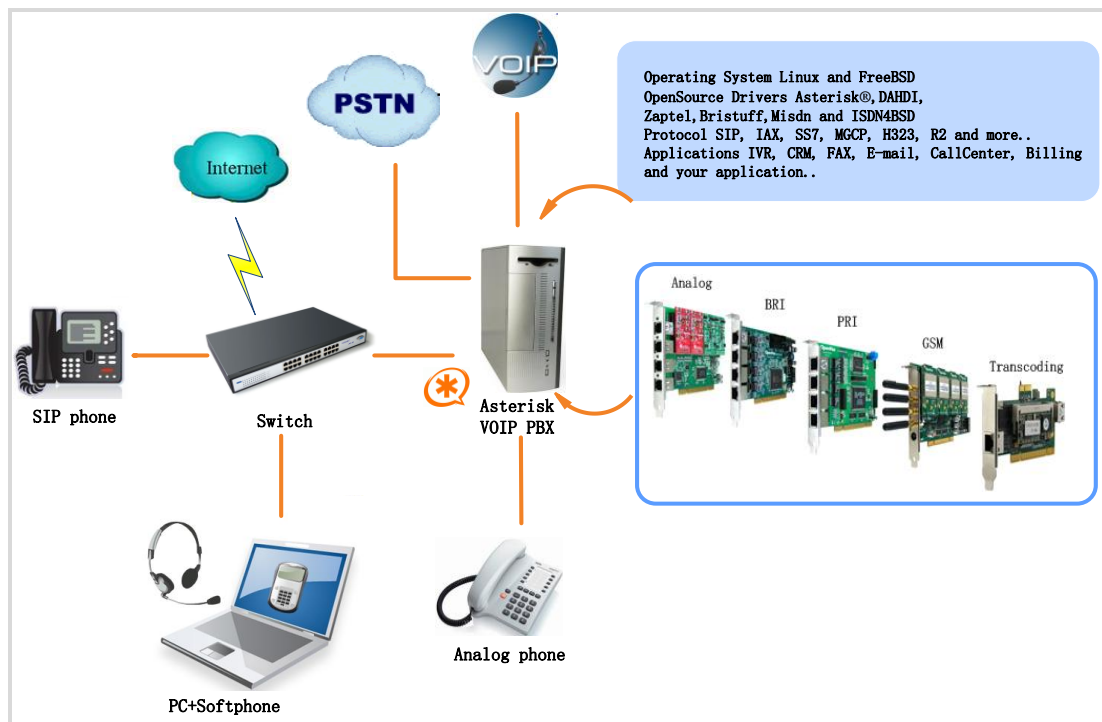 VOIP
PSTN
Operating System Linux and FreeBSD
OpenSource Drivers Asterisk®,DAHDI,
Zaptel,Bristuff,Misdn and ISDN4BSD
Protocol SIP, IAX, SS7, MGCP, H323, R2 and more..
Applications IVR, CRM, FAX, E-mail, CallCenter, Billing
and your application..
Internet
Analog
BRI
PRI
GSM
Transcoding
SIP phone
Switch
Asterisk
VOIP PBX
Analog phone
PC+Softphone